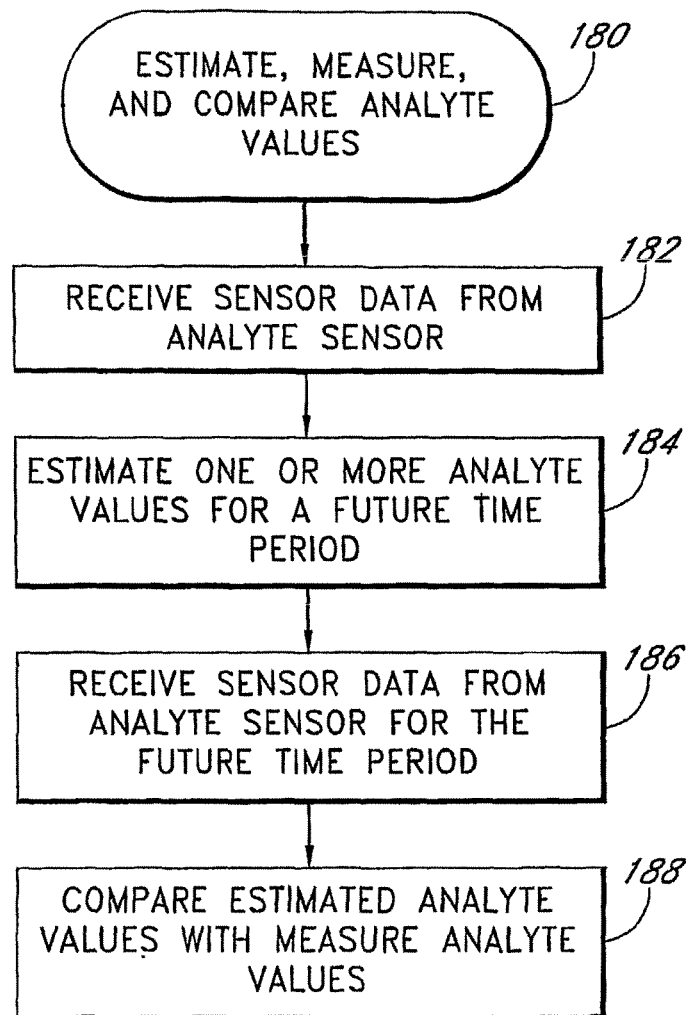 180
ESTIMATE, MEASURE,
AND COMPARE ANALYTE
VALUES
182
RECEIVE SENSOR DATA FROM
ANALYTE SENSOR
184
ESTIMATE ONE OR MORE ANALYTE
VALUES FOR A FUTURE TIME
PERIOD
186
RECEIVE SENSOR DATA FROM
ANALYTE SENSOR FOR THE
FUTURE TIME PERIOD
188
COMPARE ESTIMATED ANALYTE
VALUES WITH MEASURE ANALYTE
VALUES